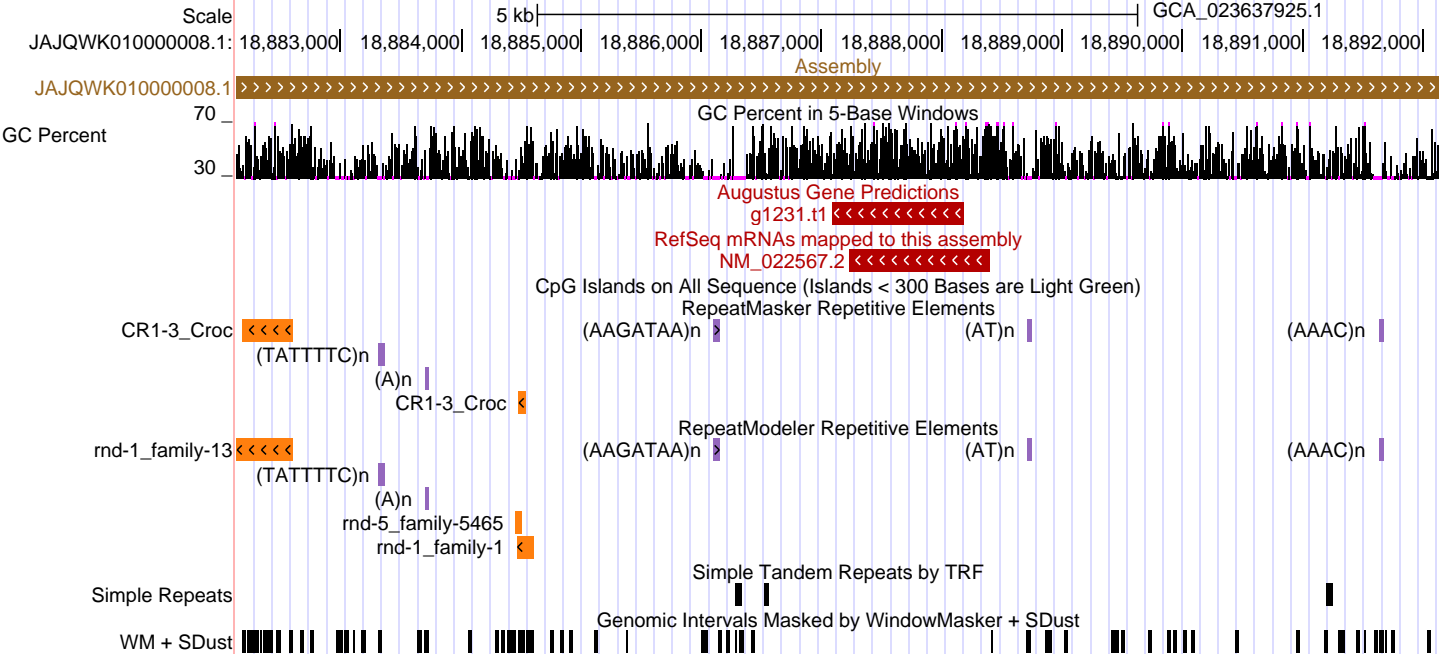 Scale 5 kb GCA_023637925.1
JAJQWK010000008.1: 18,883,000 18,884,000 18,885,000 18,886,000 18,887,000 18,888,000 18,889,000 18,890,000 18,891,000 18,892,000
Assembly
JAJQWK010000008.1
70 _ GC Percent in 5-Base Windows
GC Percent
30 _
Augustus Gene Predictions
g1231.t1
RefSeq mRNAs mapped to this assembly
NM_022567.2
CpG Islands on All Sequence (Islands < 300 Bases are Light Green)
RepeatMasker Repetitive Elements
CR1-3_Croc (AAGATAA)n (AT)n (AAAC)n
(TATTTTC)n
(A)n
CR1-3_Croc
RepeatModeler Repetitive Elements
rnd-1_family-13 (AAGATAA)n (AT)n (AAAC)n
(TATTTTC)n
(A)n
rnd-5_family-5465
rnd-1_family-1
Simple Tandem Repeats by TRF
Simple Repeats
Genomic Intervals Masked by WindowMasker + SDust
WM + SDust